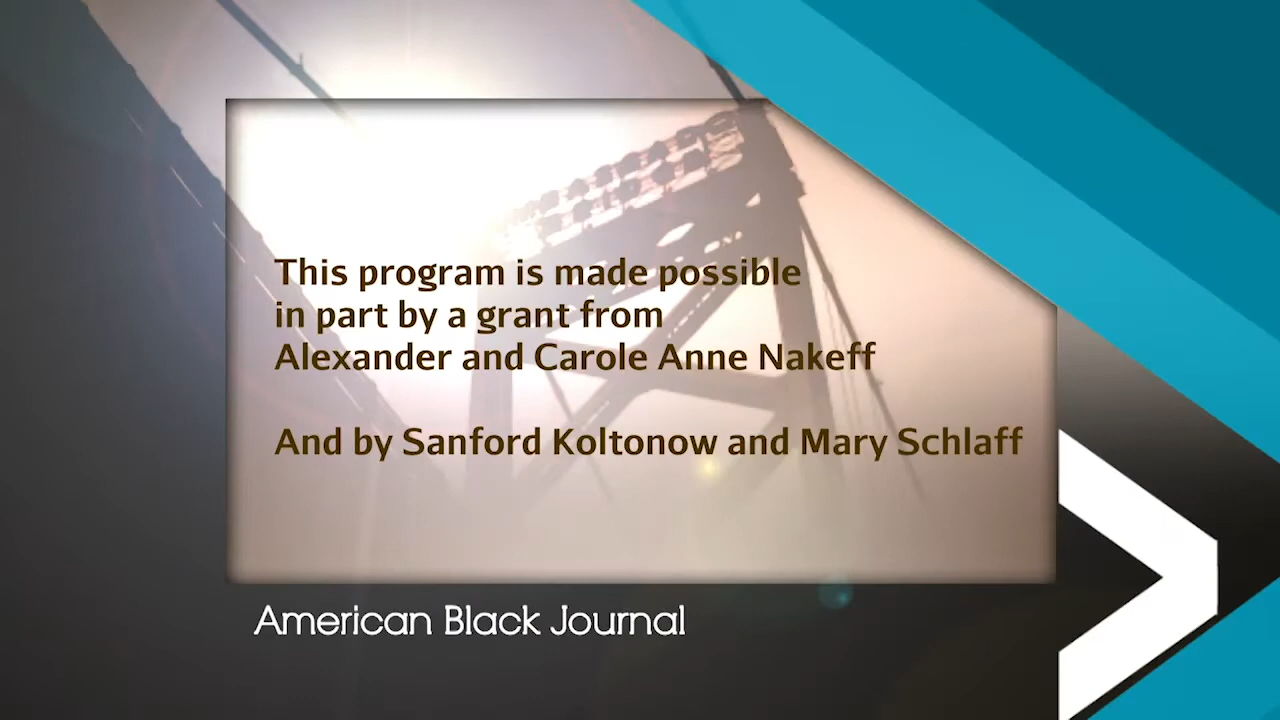 This program is made possible
in part by a grant from
Alexander and Carole Anne Nakeff
And by Sanford Koltonow and Mary Schlaff
American Black Journal